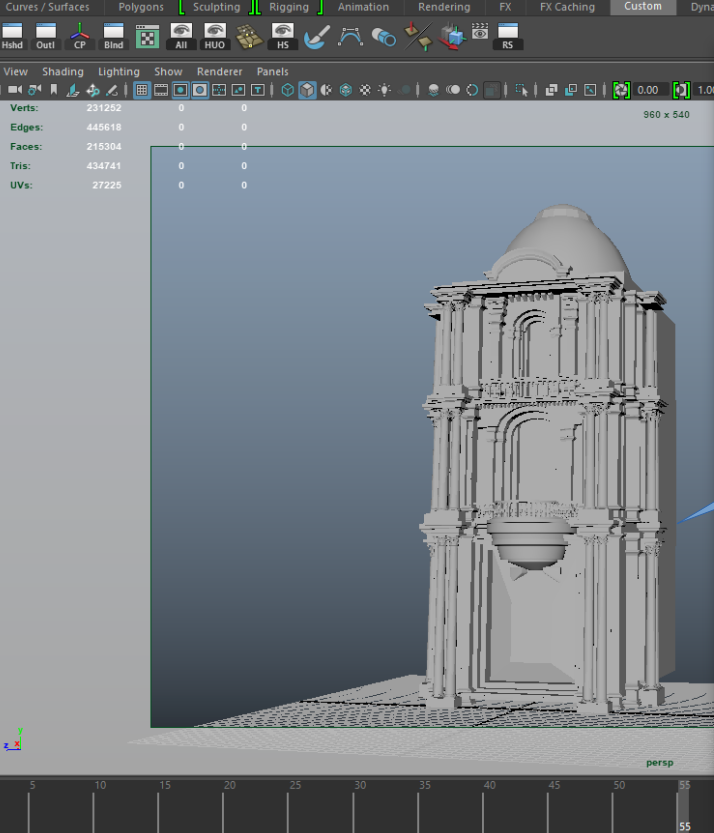 Curves / Surfaces Polygons Sculpting Rigging Animation Rendering FX FX Caching Custom Dyna
Hshd Outl CP Blnd All HUO HS RS
View Shading Lighting Show Renderer Panels
0.00 1.00
Verts: 231252 0 0
960 x 540
Edges: 445618 0 0
Faces: 215304 0 0
Tris: 434741 0 0
UVs: 27225 0 0
y
z x
persp
5 10 15 20 25 30 35 40 45 50 55
55